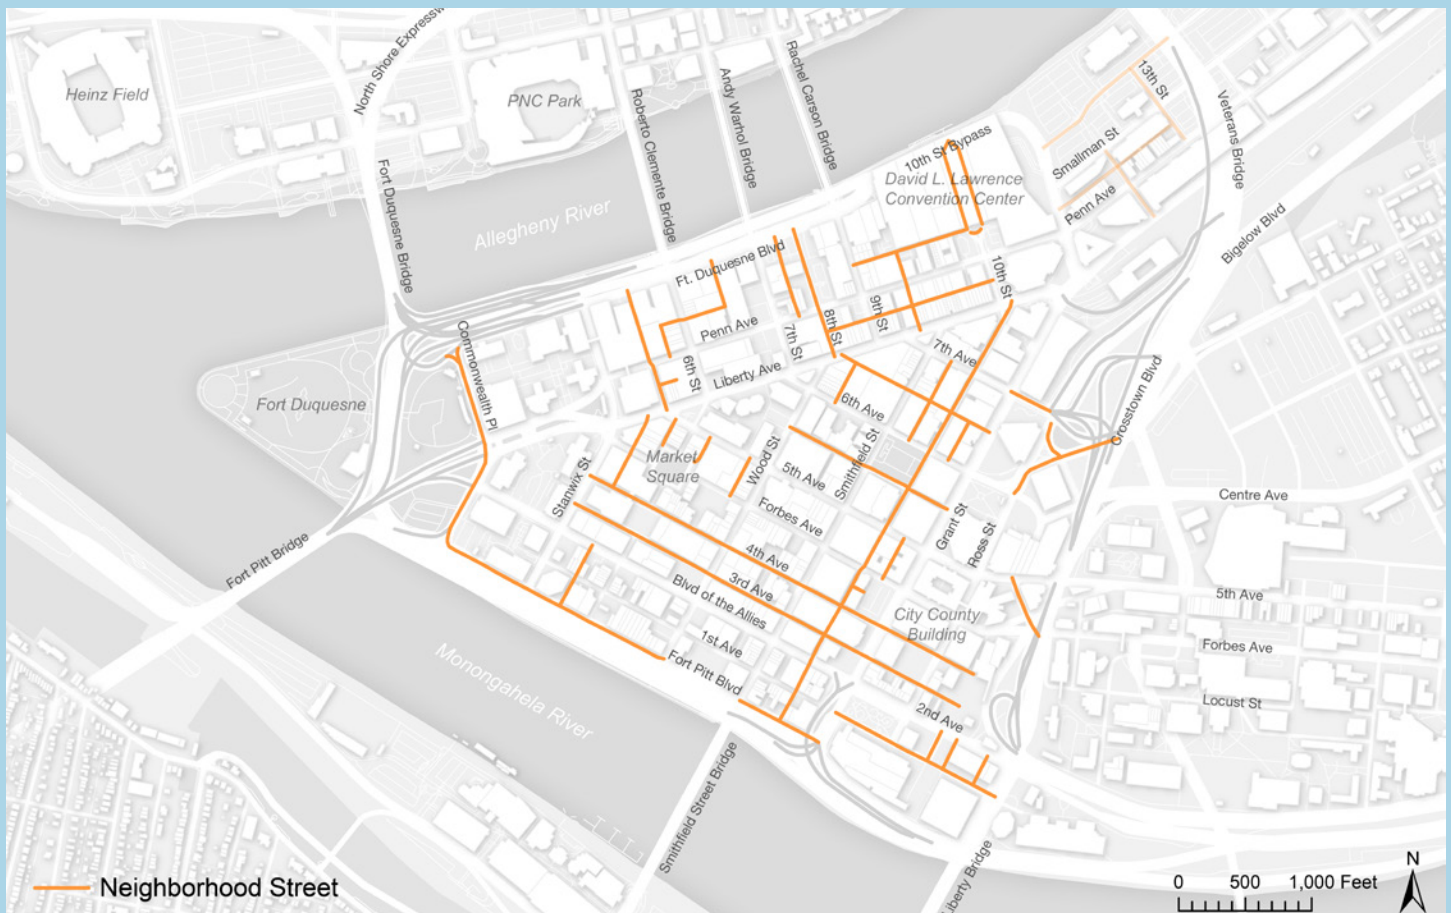 North Shore Expressw
Heinz Field
PNC Park
Roberto Clemente Bridge
Andy Warhol Bridge
Rachel Carson Bridge
13th St
Veterans Bridge
10th St Bypass
Smallman St
David L. Lawrence
Convention Center
Penn Ave
Fort Duquesne Bridge
Allegheny River
Bigelow Blvd
Ft. Duquesne Blvd
10th St
Commonwealth Pl
Penn Ave
7th St
8th St
9th St
7th Ave
6th St
Liberty Ave
Fort Duquesne
6th Ave
Crosstown Blvd
Market
Square
Wood St
Smithfield St
5th Ave
Stanwix St
Forbes Ave
Grant St
Ross St
Centre Ave
Fort Pitt Bridge
4th Ave
3rd Ave
Blvd of the Allies
5th Ave
City County
Building
1st Ave
Forbes Ave
Monongahela River
Fort Pitt Blvd
Locust St
2nd Ave
Smithfield Street Bridge
Liberty Bridge
Neighborhood Street
0 500 1,000 Feet
N